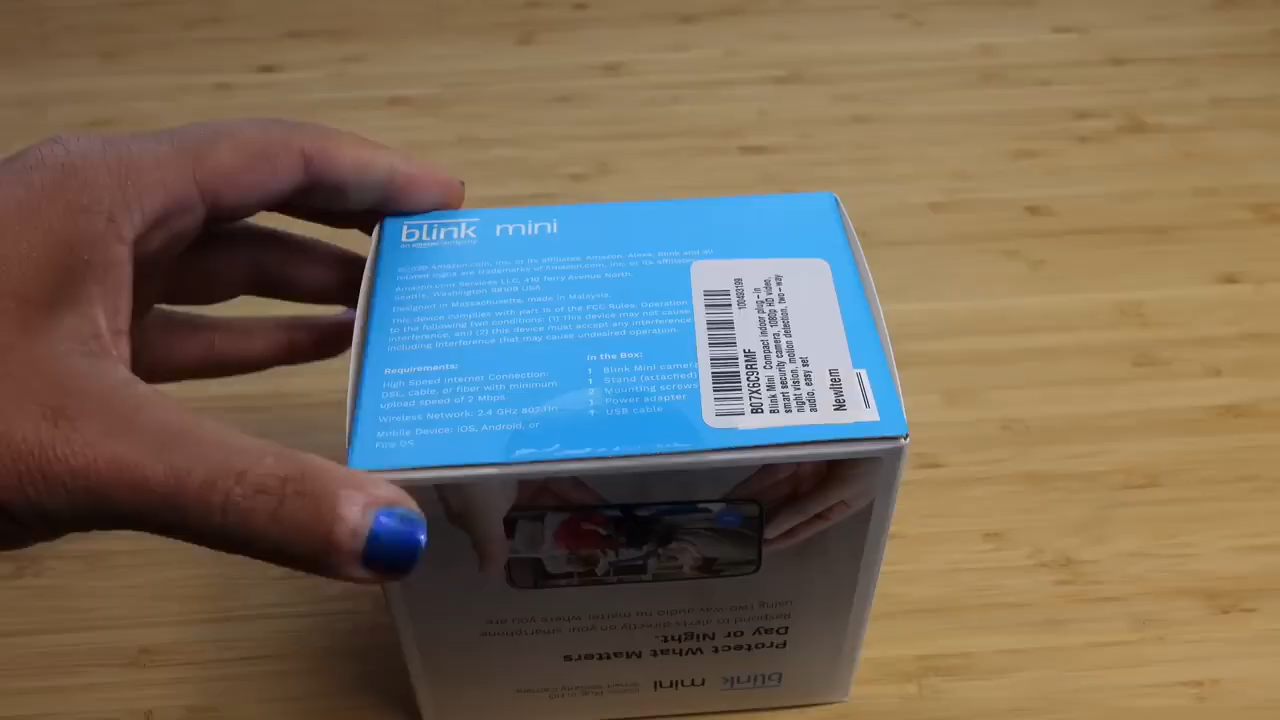 blink mini
an amazon company
Amazon.com, Inc. or its affiliates. Amazon, Alexa, Blink and all
related logos are trademarks of Amazon.com, Inc. or its affiliates.
Amazon.com Services LLC, 410 Terry Avenue North,
Seattle, Washington 98109 USA
Designed in Massachusetts, made in Malaysia.
This device complies with part 15 of the FCC Rules. Operation
to the following two conditions: (1) this device may not cause
interference, and (2) this device must accept any interference
including interference that may cause undesired operation.
Requirements:
High Speed Internet Connection:
DSL, cable, or fiber with minimum
upload speed of 2 Mbps
Wireless Network: 2.4 GHz 802.11n
Mobile Device: iOS, Android, or
Fire OS
In the Box:
1 Blink Mini camera
1 Stand (attached)
2 Mounting screws
1 Power adapter
1 USB cable
B07X6C9RMF
Blink Mini – Compact indoor plug-in
smart security camera, 1080p HD video,
night vision, motion detection, two-way
audio, easy set
NewItem
blink mini
Protect What Matters
Day or Night.
Respond to alerts directly on your smartphone
using two-way audio no matter where you are